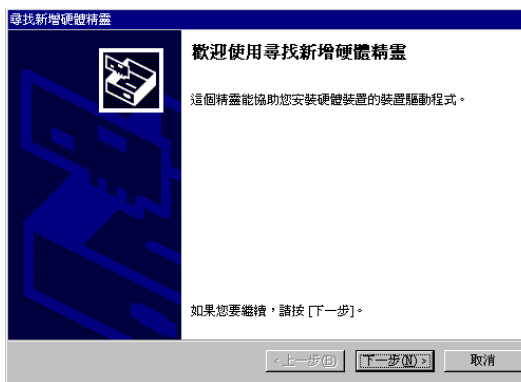 尋找新增硬體精靈
歡迎使用尋找新增硬體精靈
這個精靈能協助您安裝硬體裝置的裝置驅動程式。
如果您要繼續，請按 [下一步]。
<上一步(B)
下一步(N)>
取消